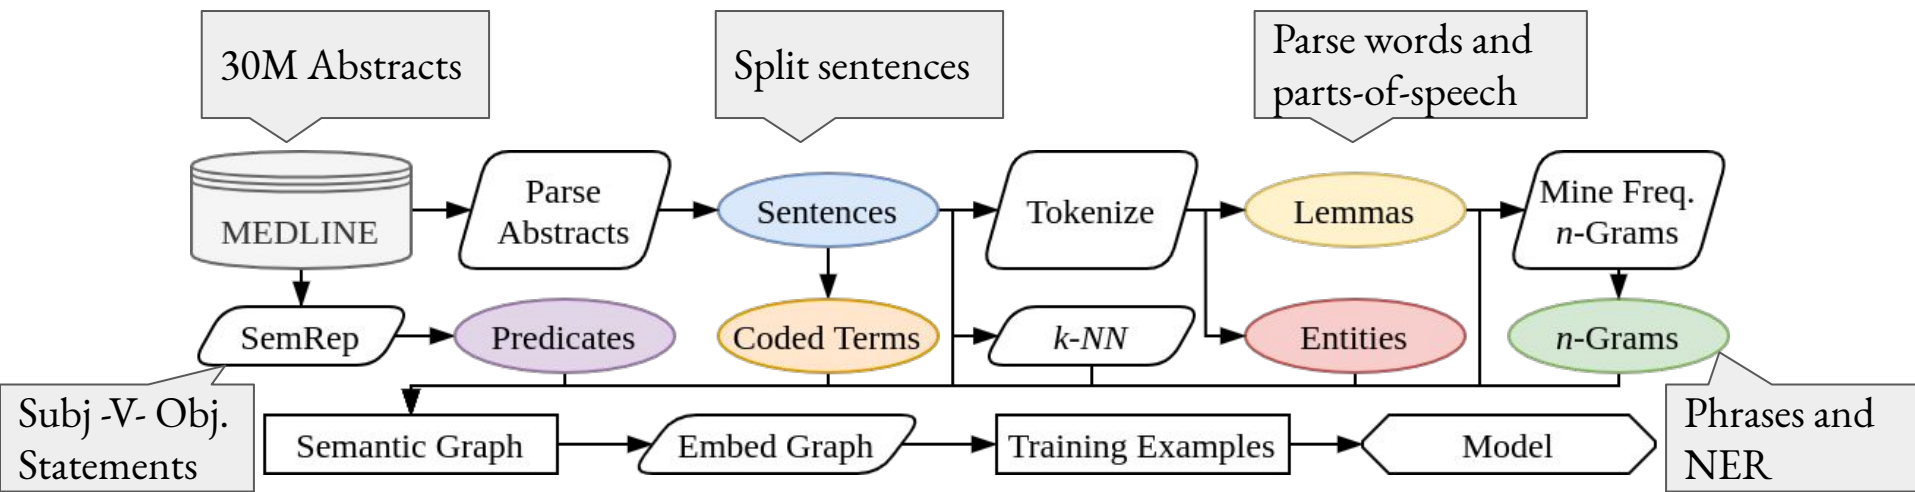 30M Abstracts
Split sentences
Parse words and
parts-of-speech
MEDLINE
Parse
Abstracts
Sentences
Tokenize
Lemmas
Mine Freq.
n-Grams
SemRep
Predicates
Coded Terms
k-NN
Entities
n-Grams
Subj -V- Obj.
Statements
Semantic Graph
Embed Graph
Training Examples
Model
Phrases and
NER